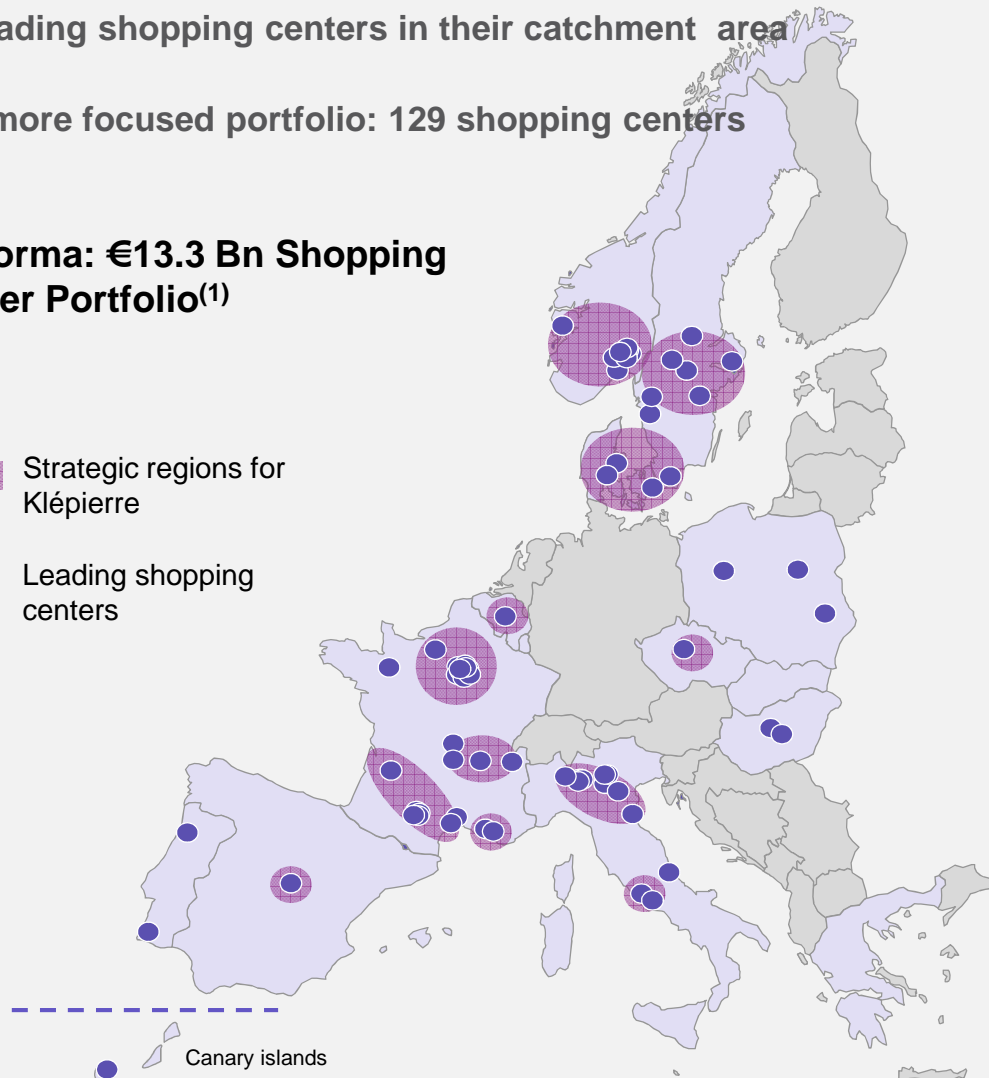 ading shopping centers in their catchment area
more focused portfolio: 129 shopping centers
orma: €13.3 Bn Shopping
er Portfolio(1)
Strategic regions for
Klépierre
Leading shopping
centers
Canary islands